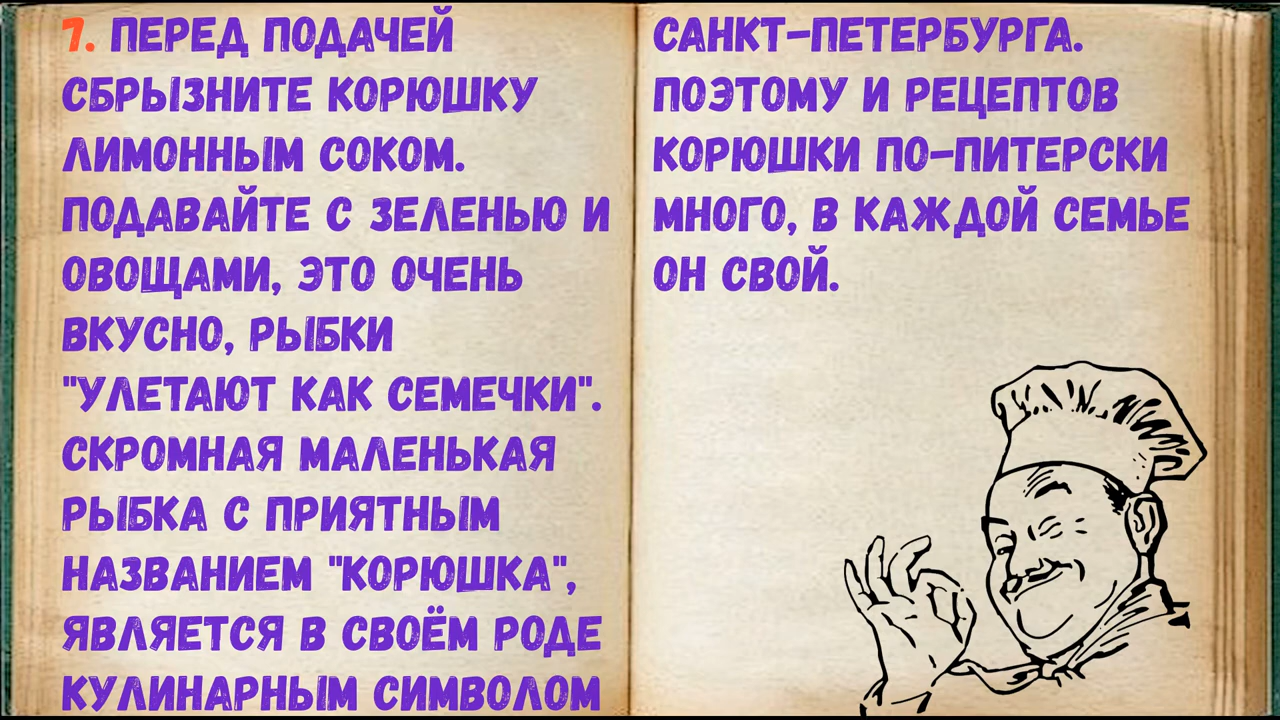 7. ПЕРЕД ПОДАЧЕЙ
СБРЫЗНИТЕ КОРЮШКУ
ЛИМОННЫМ СОКОМ.
ПОДАВАЙТЕ С ЗЕЛЕНЬЮ И
ОВОЩАМИ, ЭТО ОЧЕНЬ
ВКУСНО, РЫБКИ
"УЛЕТАЮТ КАК СЕМЕЧКИ".
СКРОМНАЯ МАЛЕНЬКАЯ
РЫБКА С ПРИЯТНЫМ
НАЗВАНИЕМ "КОРЮШКА",
ЯВЛЯЕТСЯ В СВОЁМ РОДЕ
КУЛИНАРНЫМ СИМВОЛОМ
САНКТ-ПЕТЕРБУРГА.
ПОЭТОМУ И РЕЦЕПТОВ
КОРЮШКИ ПО-ПИТЕРСКИ
МНОГО, В КАЖДОЙ СЕМЬЕ
ОН СВОЙ.